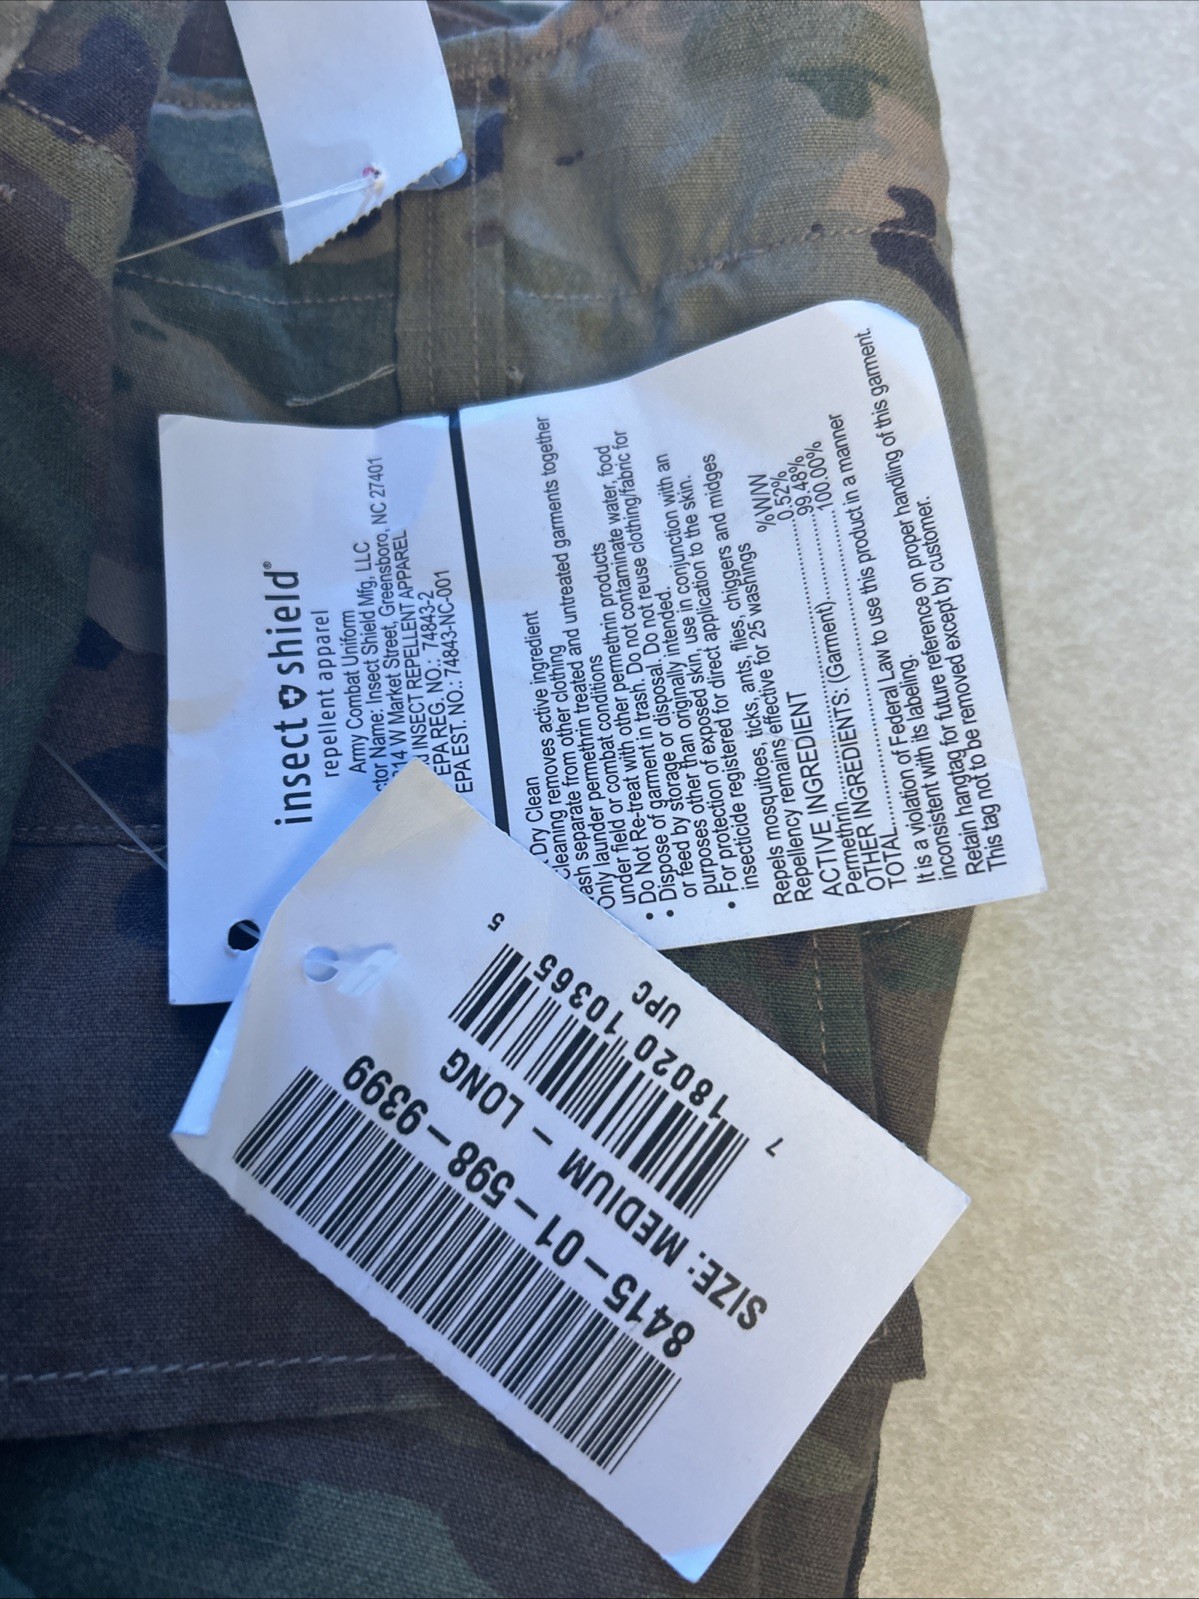 insect shield®
repellent apparel
Army Combat Uniform
Name: Insect Shield Mfg, LLC
W Market Street, Greensboro, NC 27401
INSECT REPELLENT APPAREL
EPA REG. NO.: 74843-2
EPA EST. NO.: 74843-NC-001
Dry Clean
removes active ingredient
separate from other clothing
permethrin treated and untreated garments together
Only launder permethrin products
under field or combat conditions
• Do Not Re-treat with other permethrin products
• Dispose of garment in trash. Do not contaminate water, food
or feed by storage or disposal. Do not reuse clothing/fabric for
purposes other than originally intended.
• For protection of exposed skin, use in conjunction with an
insecticide registered for direct application to the skin.
Repels mosquitoes, ticks, ants, flies, chiggers and midges
Repellency remains effective for 25 washings
ACTIVE INGREDIENT %W/W
Permethrin 0.52%
OTHER INGREDIENTS: (Garment) 99.48%
TOTAL 100.00%
It is a violation of Federal Law to use this product in a manner
inconsistent with its labeling.
Retain hangtag for future reference on proper handling of this garment.
This tag not to be removed except by customer.
8415-01-598-9399
SIZE: MEDIUM - LONG
7 18020 10365 5
UPC